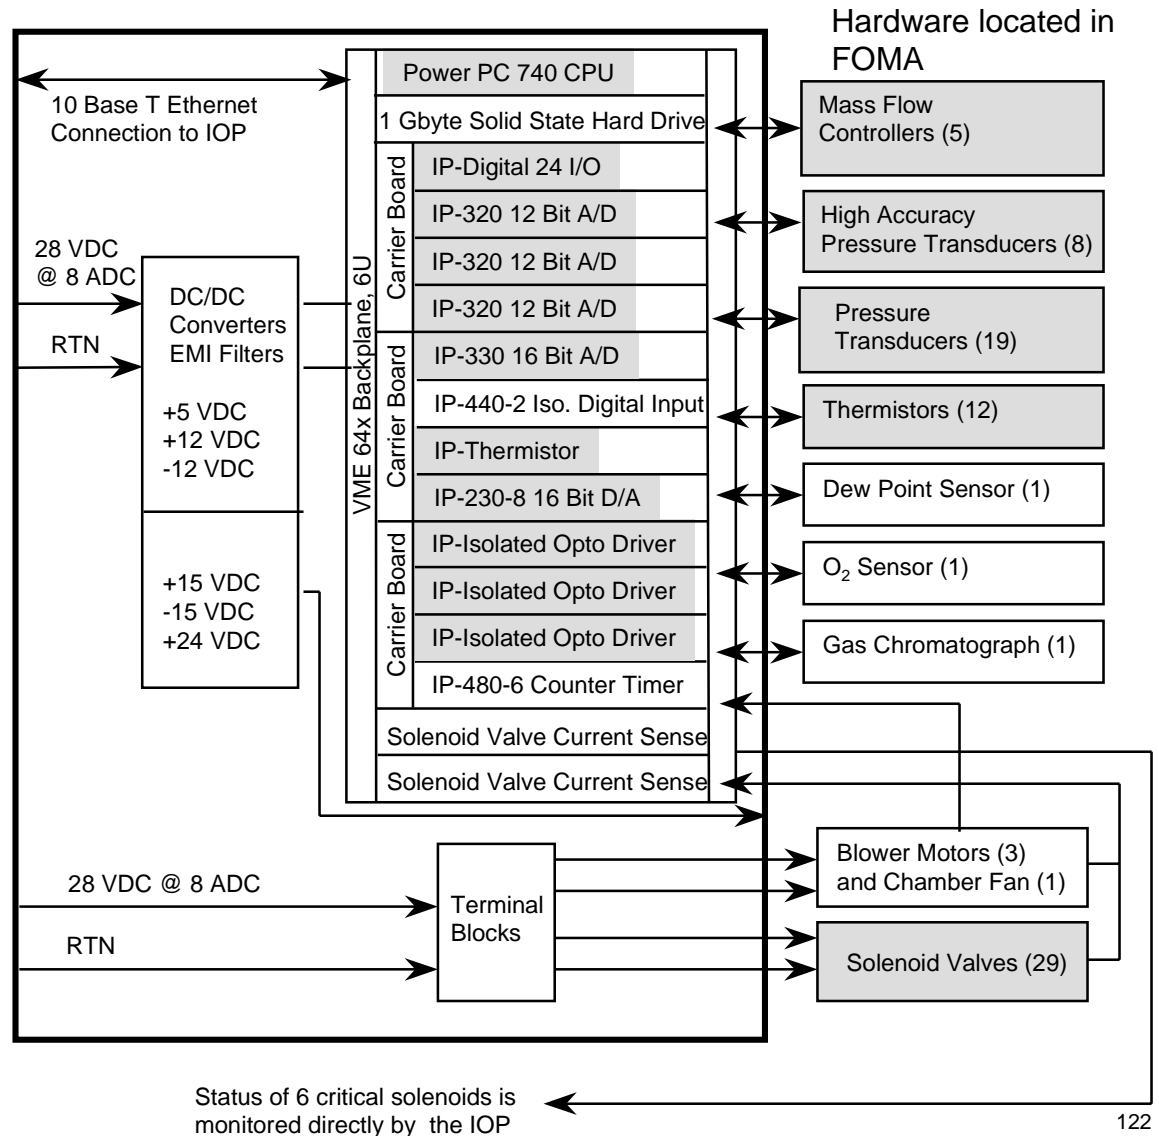 Hardware located in
FOMA
10 Base T Ethernet
Connection to IOP
28 VDC
@ 8 ADC
RTN
DC/DC
Converters
EMI Filters
+5 VDC
+12 VDC
-12 VDC
+15 VDC
-15 VDC
+24 VDC
VME 64x Backplane, 6U
Power PC 740 CPU
1 Gbyte Solid State Hard Drive
Carrier Board
IP-Digital 24 I/O
IP-320 12 Bit A/D
IP-320 12 Bit A/D
IP-320 12 Bit A/D
Carrier Board
IP-330 16 Bit A/D
IP-440-2 Iso. Digital Input
IP-Thermistor
IP-230-8 16 Bit D/A
Carrier Board
IP-Isolated Opto Driver
IP-Isolated Opto Driver
IP-Isolated Opto Driver
IP-480-6 Counter Timer
Solenoid Valve Current Sense
Solenoid Valve Current Sense
Mass Flow
Controllers (5)
High Accuracy
Pressure Transducers (8)
Pressure
Transducers (19)
Thermistors (12)
Dew Point Sensor (1)
O₂ Sensor (1)
Gas Chromatograph (1)
Blower Motors (3)
and Chamber Fan (1)
Solenoid Valves (29)
28 VDC @ 8 ADC
RTN
Terminal
Blocks
Status of 6 critical solenoids is
monitored directly by the IOP
122